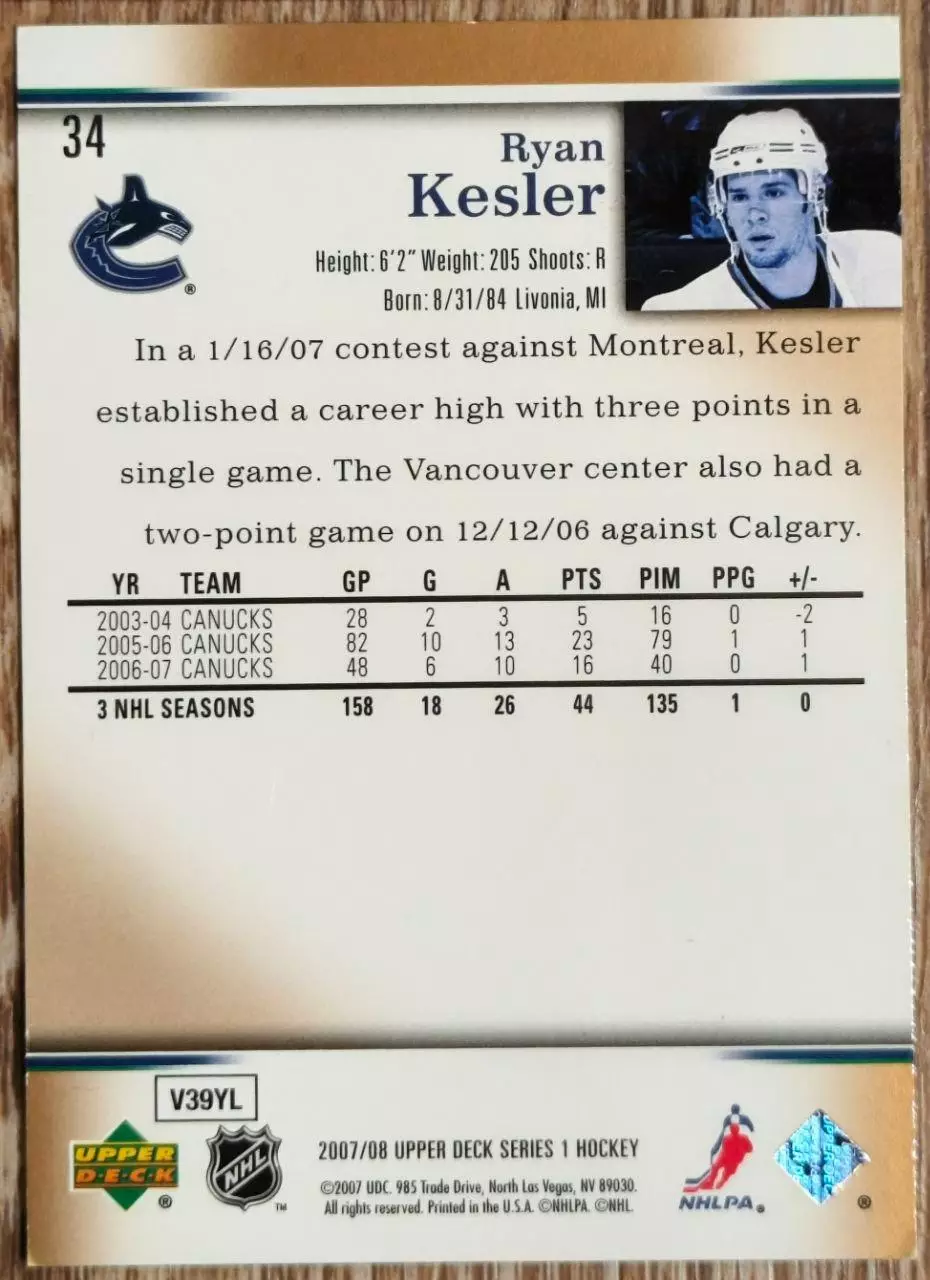 34
Ryan
Kesler
Height: 6'2" Weight: 205 Shoots: R
Born: 8/31/84 Livonia, MI
®
In a 1/16/07 contest against Montreal, Kesler
established a career high with three points in a
single game. The Vancouver center also had a
two-point game on 12/12/06 against Calgary.
YR TEAM GP G A PTS PIM PPG +/-
2003-04 CANUCKS 28 2 3 5 16 0 -2
2005-06 CANUCKS 82 10 13 23 79 1 1
2006-07 CANUCKS 48 6 10 16 40 0 1
3 NHL SEASONS 158 18 26 44 135 1 0
V39YL
UPPER
D·E·C·K
®
NHL
™
2007/08 UPPER DECK SERIES 1 HOCKEY
©2007 UDC. 985 Trade Drive, North Las Vegas, NV 89030.
All rights reserved. Printed in the U.S.A. ©NHLPA. ©NHL.
NHLPA®
®